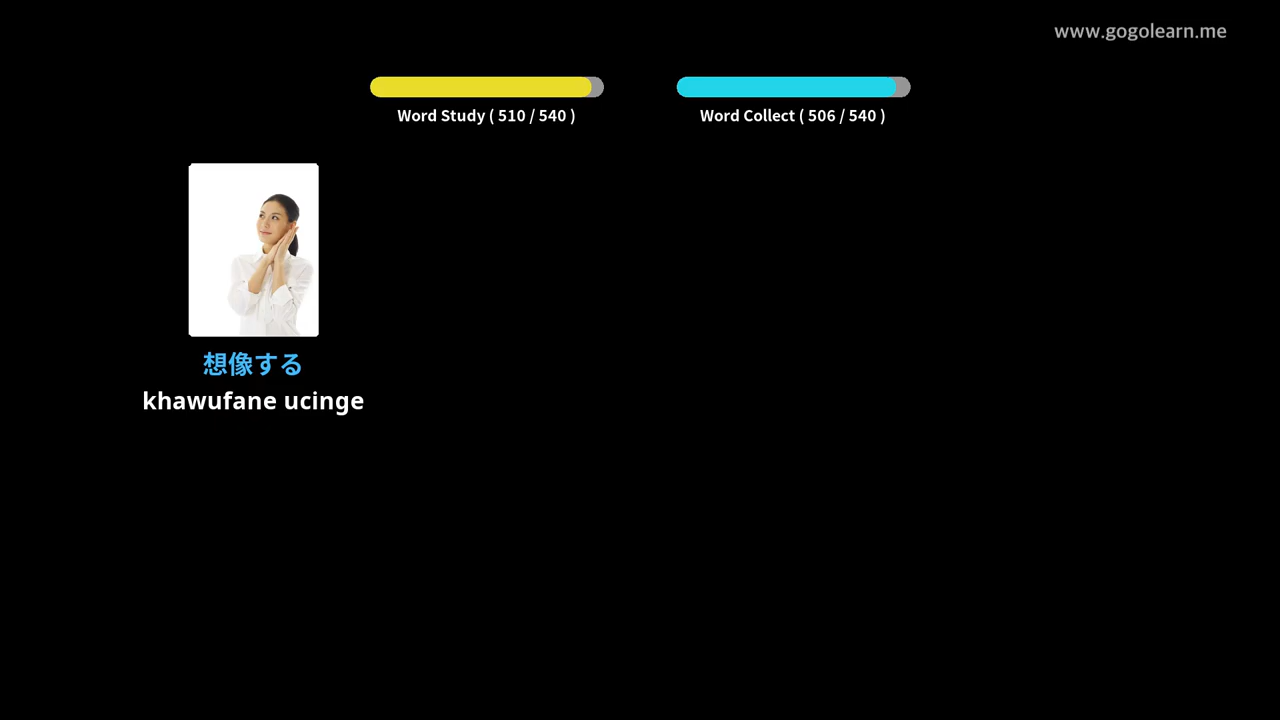 www.gogolearn.me
Word Study ( 510 / 540 )
Word Collect ( 506 / 540 )
想像する
khawufane ucinge